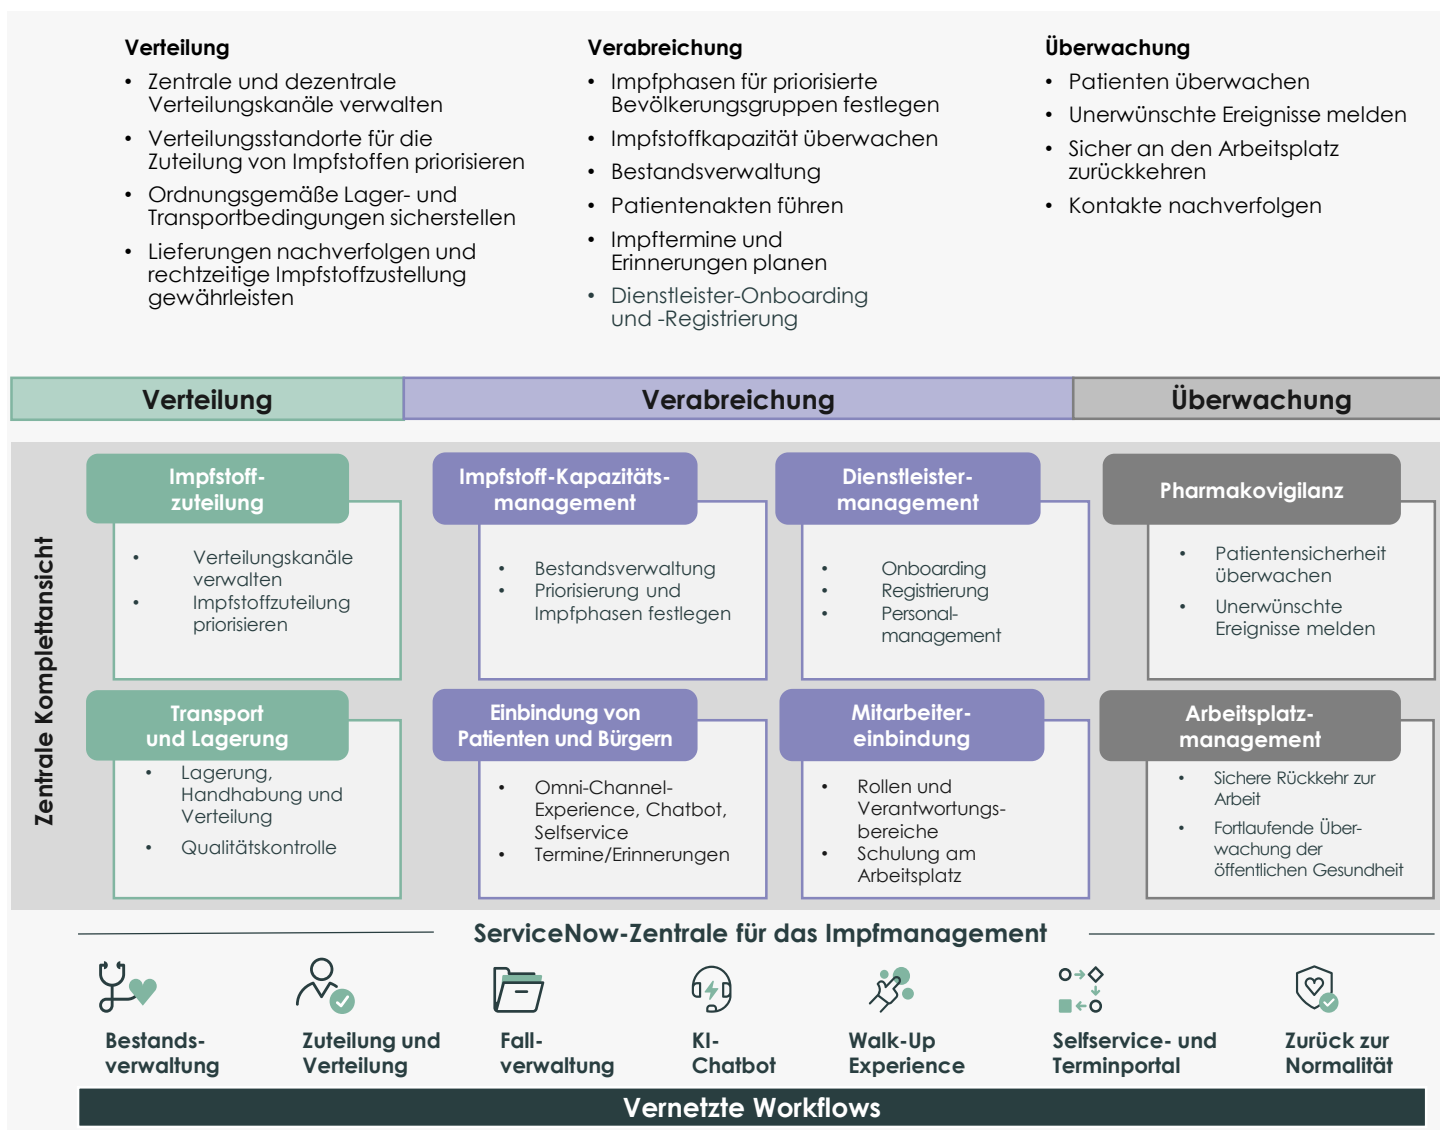 Verteilung
• Zentrale und dezentrale
Verteilungskanäle verwalten
• Verteilungsstandorte für die
Zuteilung von Impfstoffen priorisieren
• Ordnungsgemäße Lager- und
Transportbedingungen sicherstellen
• Lieferungen nachverfolgen und
rechtzeitige Impfstoffzustellung
gewährleisten
Verabreichung
• Impfphasen für priorisierte
Bevölkerungsgruppen festlegen
• Impfstoffkapazität überwachen
• Bestandsverwaltung
• Patientenakten führen
• Impftermine und
Erinnerungen planen
• Dienstleister-Onboarding
und -Registrierung
Überwachung
• Patienten überwachen
• Unerwünschte Ereignisse melden
• Sicher an den Arbeitsplatz
zurückkehren
• Kontakte nachverfolgen
Verteilung
Verabreichung
Überwachung
Zentrale Komplettansicht
Impfstoff-
zuteilung
• Verteilungskanäle
verwalten
• Impfstoffzuteilung
priorisieren
Impfstoff-Kapazitäts-
management
• Bestandsverwaltung
• Priorisierung und
Impfphasen festlegen
Dienstleister-
management
• Onboarding
• Registrierung
• Personal-
management
Pharmakovigilanz
• Patientensicherheit
überwachen
• Unerwünschte
Ereignisse melden
Transport
und Lagerung
• Lagerung,
Handhabung und
Verteilung
• Qualitätskontrolle
Einbindung von
Patienten und Bürgern
• Omni-Channel-
Experience, Chatbot,
Selfservice
• Termine/Erinnerungen
Mitarbeiter-
einbindung
• Rollen und
Verantwortungs-
bereiche
• Schulung am
Arbeitsplatz
Arbeitsplatz-
management
• Sichere Rückkehr zur
Arbeit
• Fortlaufende Über-
wachung der
öffentlichen Gesundheit
ServiceNow-Zentrale für das Impfmanagement
Bestands-
verwaltung
Zuteilung und
Verteilung
Fall-
verwaltung
KI-
Chatbot
Walk-Up
Experience
Selfservice- und
Terminportal
Zurück zur
Normalität
Vernetzte Workflows